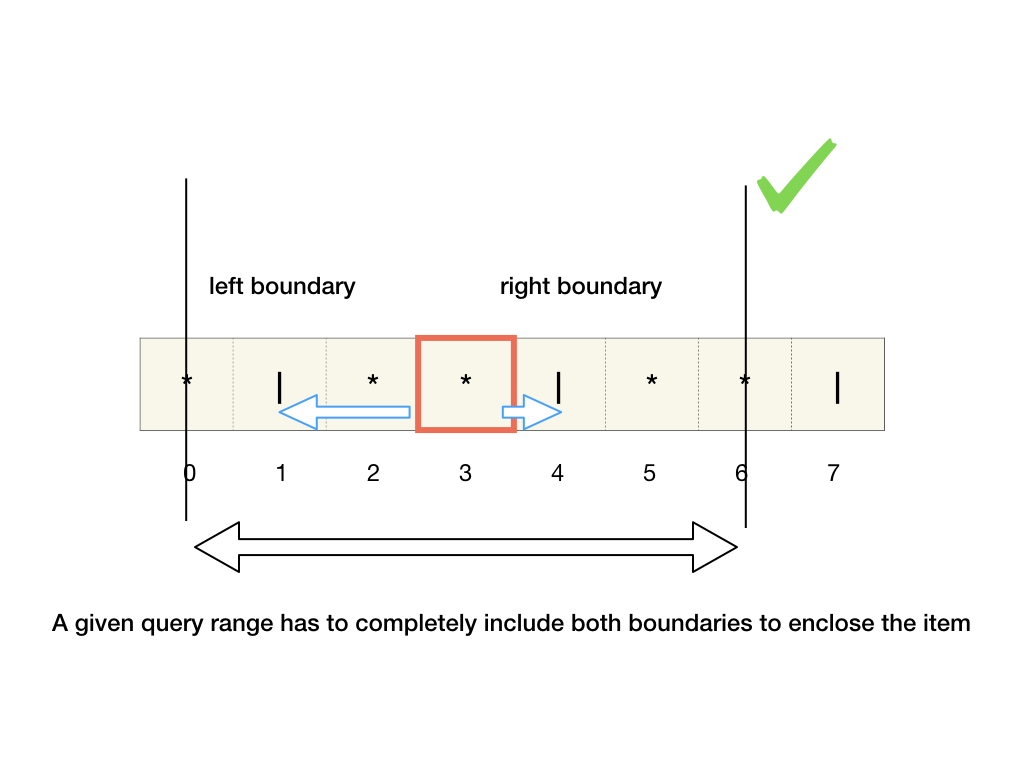 left boundary right boundary
* | * * | * * |
0 1 2 3 4 5 6 7
A given query range has to completely include both boundaries to enclose the item